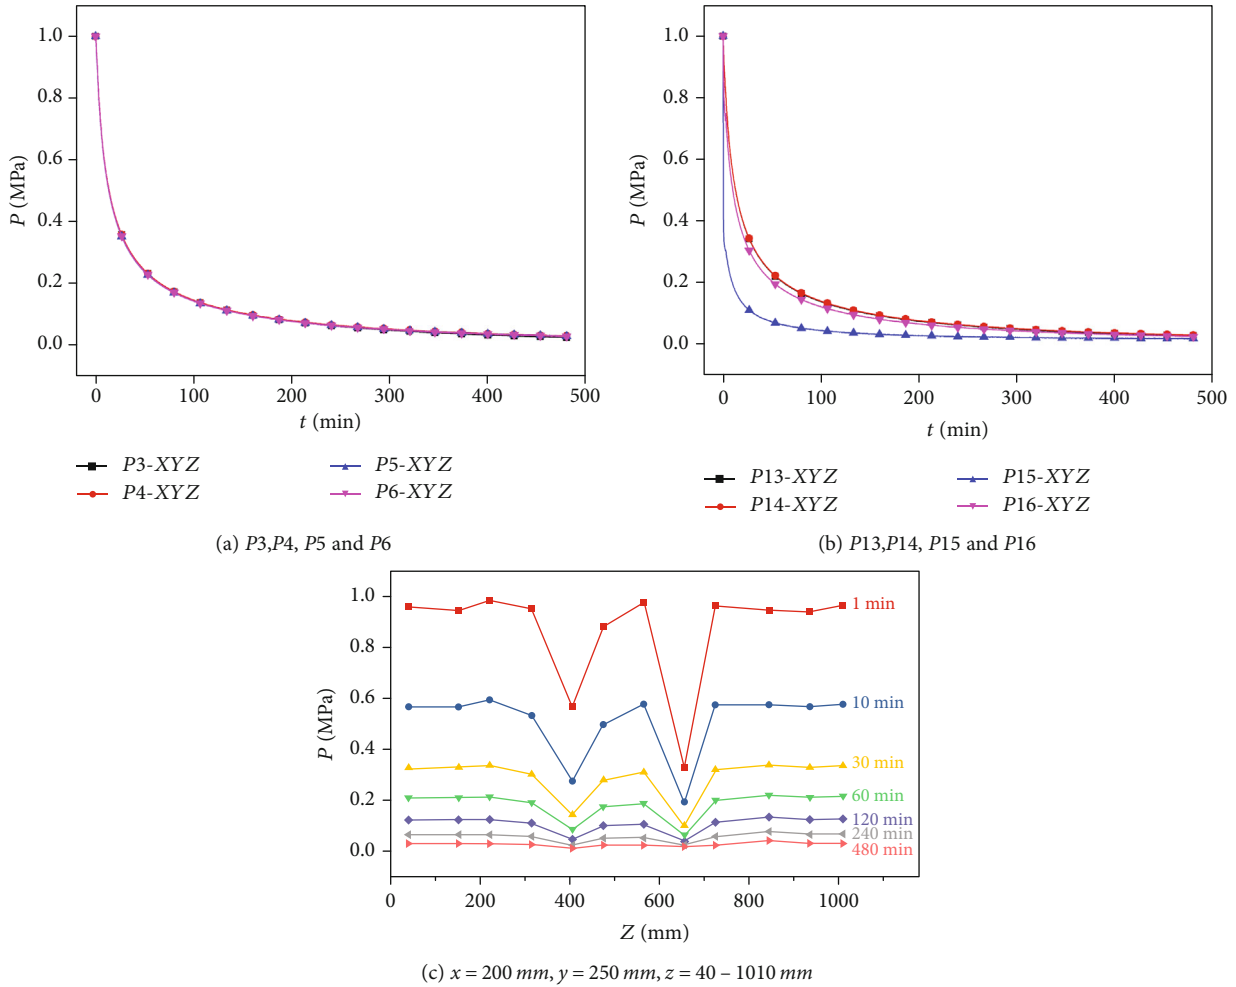 1.0
0.8
0.6
0.4
0.2
0.0
P (MPa)
0 100 200 300 400 500
t (min)
P3-XYZ P5-XYZ
P4-XYZ P6-XYZ
(a) P3,P4, P5 and P6
1.0
0.8
0.6
0.4
0.2
0.0
P (MPa)
0 100 200 300 400 500
t (min)
P13-XYZ P15-XYZ
P14-XYZ P16-XYZ
(b) P13,P14, P15 and P16
1.0
0.8
0.6
0.4
0.2
0.0
P (MPa)
1 min
10 min
30 min
60 min
120 min
240 min
480 min
0 200 400 600 800 1000
Z (mm)
(c) x = 200 mm, y = 250 mm, z = 40 – 1010 mm